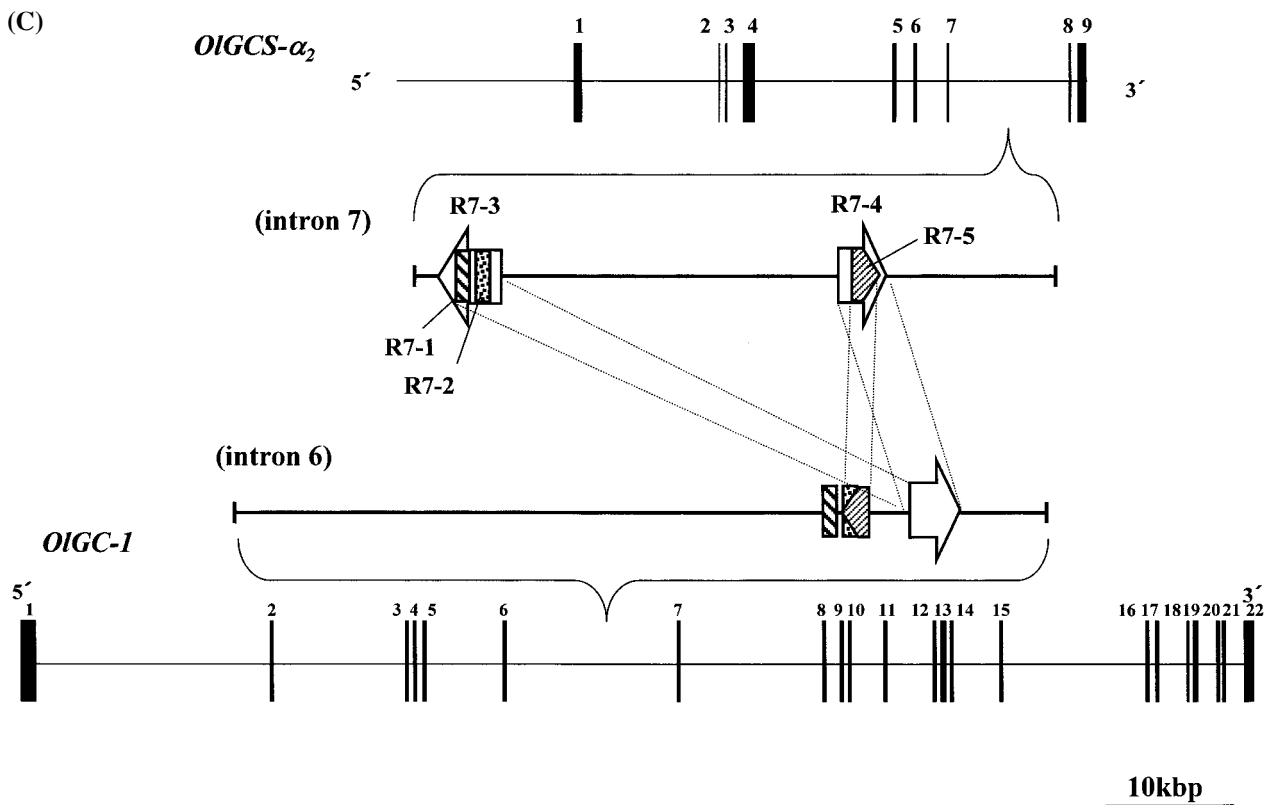 (C)
OlGCS-α₂
1 2 3 4 5 6 7 8 9
5´
3´
(intron 7)
R7-3
R7-4
R7-5
R7-1
R7-2
(intron 6)
OlGC-1
5´
3´
1 2 3 4 5 6 7 8 9 10 11 12 13 14 15 16 17 18 19 20 21 22
10kbp